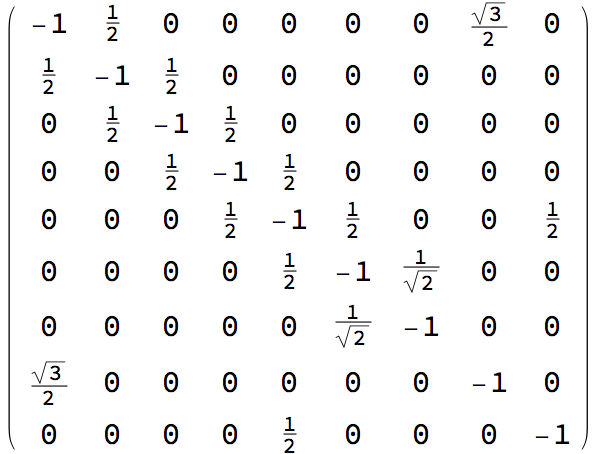 -1 1/2 0 0 0 0 0 √3/2 0
1/2 -1 1/2 0 0 0 0 0 0
0 1/2 -1 1/2 0 0 0 0 0
0 0 1/2 -1 1/2 0 0 0 0
0 0 0 1/2 -1 1/2 0 0 1/2
0 0 0 0 1/2 -1 1/√2 0 0
0 0 0 0 0 1/√2 -1 0 0
√3/2 0 0 0 0 0 0 -1 0
0 0 0 0 1/2 0 0 0 -1